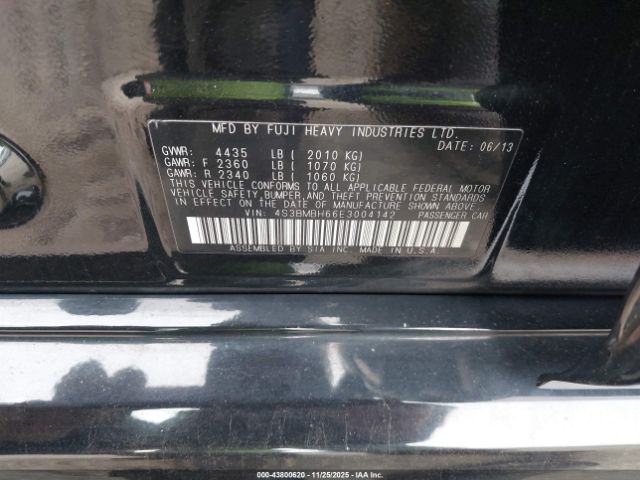 MFD BY FUJI HEAVY INDUSTRIES LTD.
DATE: 06/13
GVWR: 4435 LB ( 2010 KG)
GAWR: F 2360 LB ( 1070 KG)
GAWR: R 2340 LB ( 1060 KG)
THIS VEHICLE CONFORMS TO ALL APPLICABLE FEDERAL MOTOR
VEHICLE SAFETY, BUMPER, AND THEFT PREVENTION STANDARDS
IN EFFECT ON THE DATE OF MANUFACTURE SHOWN ABOVE.
VIN: 4S3BMBH66E3004142 PASSENGER CAR
ASSEMBLED BY SIA INC. MADE IN U.S.A.
000-43800620 - 11/25/2025 - IAA Corp.